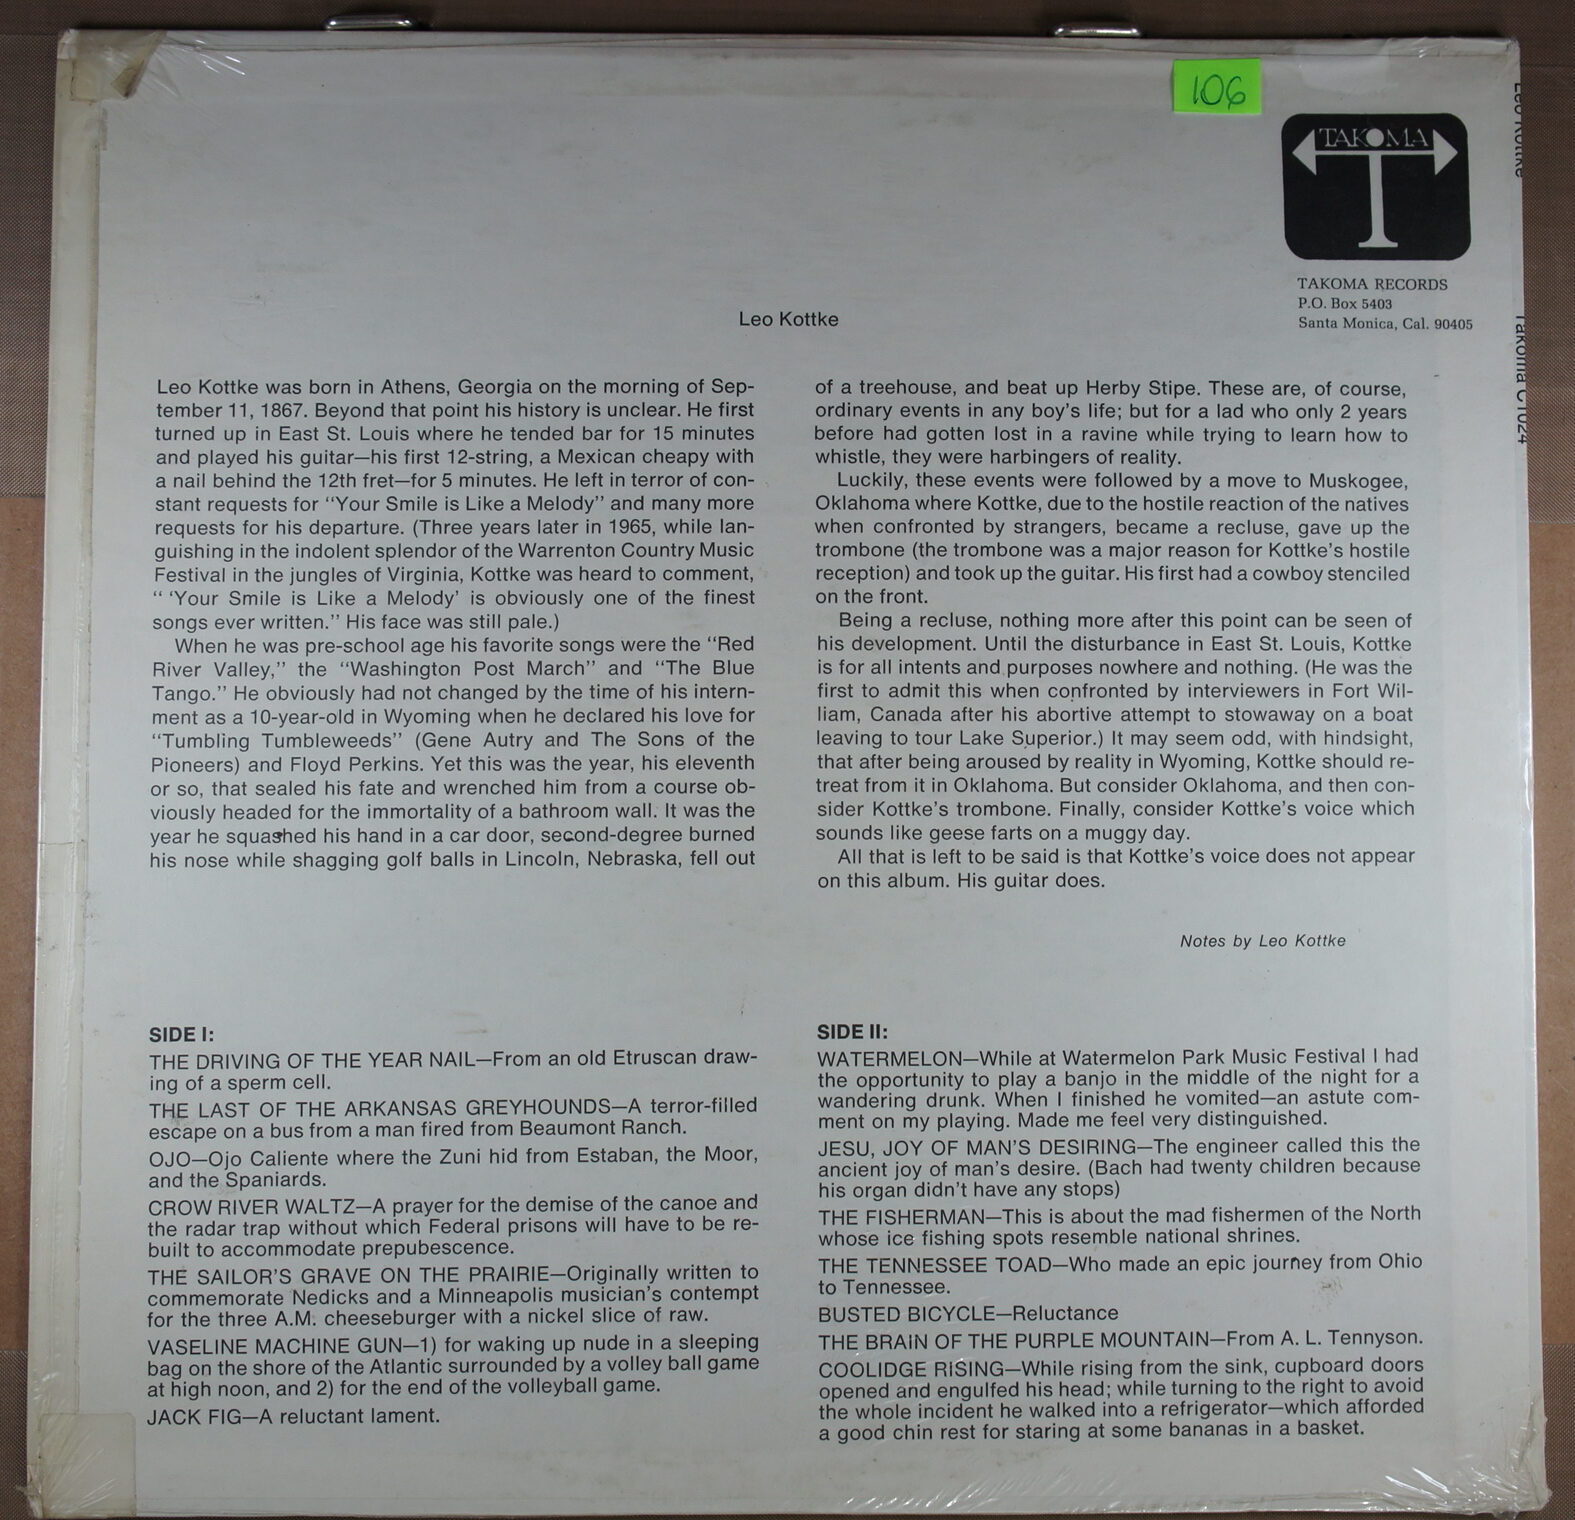 106
TAKOMA
TAKOMA RECORDS
P.O. Box 5403
Santa Monica, Cal. 90405
Leo Kottke
Takoma C1024
Leo Kottke
Leo Kottke was born in Athens, Georgia on the morning of Sep-
tember 11, 1867. Beyond that point his history is unclear. He first
turned up in East St. Louis where he tended bar for 15 minutes
and played his guitar—his first 12-string, a Mexican cheapy with
a nail behind the 12th fret—for 5 minutes. He left in terror of con-
stant requests for "Your Smile is Like a Melody" and many more
requests for his departure. (Three years later in 1965, while lan-
guishing in the indolent splendor of the Warrenton Country Music
Festival in the jungles of Virginia, Kottke was heard to comment,
" 'Your Smile is Like a Melody' is obviously one of the finest
songs ever written." His face was still pale.)
When he was pre-school age his favorite songs were the "Red
River Valley," the "Washington Post March" and "The Blue
Tango." He obviously had not changed by the time of his intern-
ment as a 10-year-old in Wyoming when he declared his love for
"Tumbling Tumbleweeds" (Gene Autry and The Sons of the
Pioneers) and Floyd Perkins. Yet this was the year, his eleventh
or so, that sealed his fate and wrenched him from a course ob-
viously headed for the immortality of a bathroom wall. It was the
year he squashed his hand in a car door, second-degree burned
his nose while shagging golf balls in Lincoln, Nebraska, fell out
of a treehouse, and beat up Herby Stipe. These are, of course,
ordinary events in any boy's life; but for a lad who only 2 years
before had gotten lost in a ravine while trying to learn how to
whistle, they were harbingers of reality.
Luckily, these events were followed by a move to Muskogee,
Oklahoma where Kottke, due to the hostile reaction of the natives
when confronted by strangers, became a recluse, gave up the
trombone (the trombone was a major reason for Kottke's hostile
reception) and took up the guitar. His first had a cowboy stenciled
on the front.
Being a recluse, nothing more after this point can be seen of
his development. Until the disturbance in East St. Louis, Kottke
is for all intents and purposes nowhere and nothing. (He was the
first to admit this when confronted by interviewers in Fort Wil-
liam, Canada after his abortive attempt to stowaway on a boat
leaving to tour Lake Superior.) It may seem odd, with hindsight,
that after being aroused by reality in Wyoming, Kottke should re-
treat from it in Oklahoma. But consider Oklahoma, and then con-
sider Kottke's trombone. Finally, consider Kottke's voice which
sounds like geese farts on a muggy day.
All that is left to be said is that Kottke's voice does not appear
on this album. His guitar does.
Notes by Leo Kottke
SIDE I:
THE DRIVING OF THE YEAR NAIL—From an old Etruscan draw-
ing of a sperm cell.
THE LAST OF THE ARKANSAS GREYHOUNDS—A terror-filled
escape on a bus from a man fired from Beaumont Ranch.
OJO—Ojo Caliente where the Zuni hid from Estaban, the Moor,
and the Spaniards.
CROW RIVER WALTZ—A prayer for the demise of the canoe and
the radar trap without which Federal prisons will have to be re-
built to accommodate prepubescence.
THE SAILOR'S GRAVE ON THE PRAIRIE—Originally written to
commemorate Nedicks and a Minneapolis musician's contempt
for the three A.M. cheeseburger with a nickel slice of raw.
VASELINE MACHINE GUN—1) for waking up nude in a sleeping
bag on the shore of the Atlantic surrounded by a volley ball game
at high noon, and 2) for the end of the volleyball game.
JACK FIG—A reluctant lament.
SIDE II:
WATERMELON—While at Watermelon Park Music Festival I had
the opportunity to play a banjo in the middle of the night for a
wandering drunk. When I finished he vomited—an astute com-
ment on my playing. Made me feel very distinguished.
JESU, JOY OF MAN'S DESIRING—The engineer called this the
ancient joy of man's desire. (Bach had twenty children because
his organ didn't have any stops)
THE FISHERMAN—This is about the mad fishermen of the North
whose ice fishing spots resemble national shrines.
THE TENNESSEE TOAD—Who made an epic journey from Ohio
to Tennessee.
BUSTED BICYCLE—Reluctance
THE BRAIN OF THE PURPLE MOUNTAIN—From A. L. Tennyson.
COOLIDGE RISING—While rising from the sink, cupboard doors
opened and engulfed his head; while turning to the right to avoid
the whole incident he walked into a refrigerator—which afforded
a good chin rest for staring at some bananas in a basket.